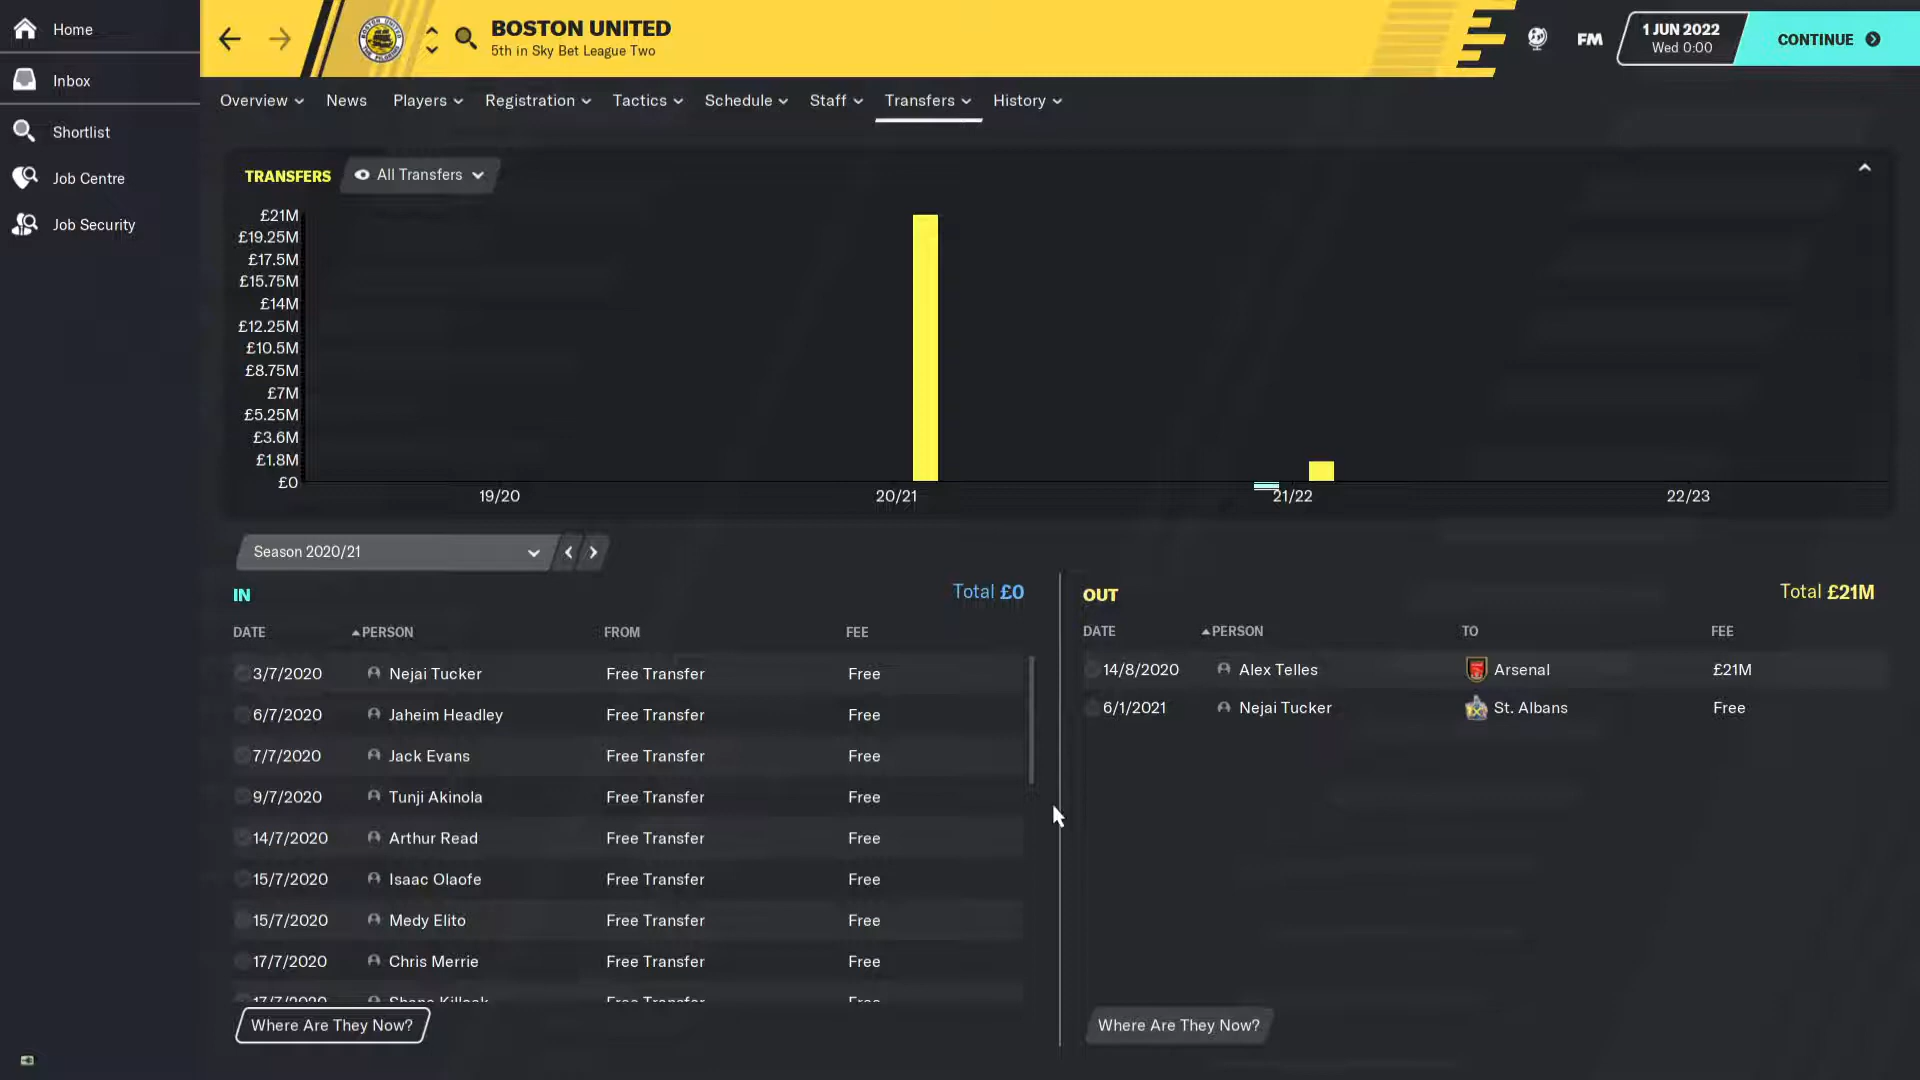 Home
Inbox
Shortlist
Job Centre
Job Security
BOSTON UNITED
5th in Sky Bet League Two
FM
1 JUN 2022
Wed 0:00
CONTINUE
Overview News Players Registration Tactics Schedule Staff Transfers History
TRANSFERS All Transfers
£21M
£19.25M
£17.5M
£15.75M
£14M
£12.25M
£10.5M
£8.75M
£7M
£5.25M
£3.6M
£1.8M
£0
19/20 20/21 21/22 22/23
Season 2020/21
IN Total £0
DATE PERSON FROM FEE
3/7/2020 Nejai Tucker Free Transfer Free
6/7/2020 Jaheim Headley Free Transfer Free
7/7/2020 Jack Evans Free Transfer Free
9/7/2020 Tunji Akinola Free Transfer Free
14/7/2020 Arthur Read Free Transfer Free
15/7/2020 Isaac Olaofe Free Transfer Free
15/7/2020 Medy Elito Free Transfer Free
17/7/2020 Chris Merrie Free Transfer Free
17/7/2020 Shane Killock Free Transfer Free
Where Are They Now?
OUT Total £21M
DATE PERSON TO FEE
14/8/2020 Alex Telles Arsenal £21M
6/1/2021 Nejai Tucker St. Albans Free
Where Are They Now?